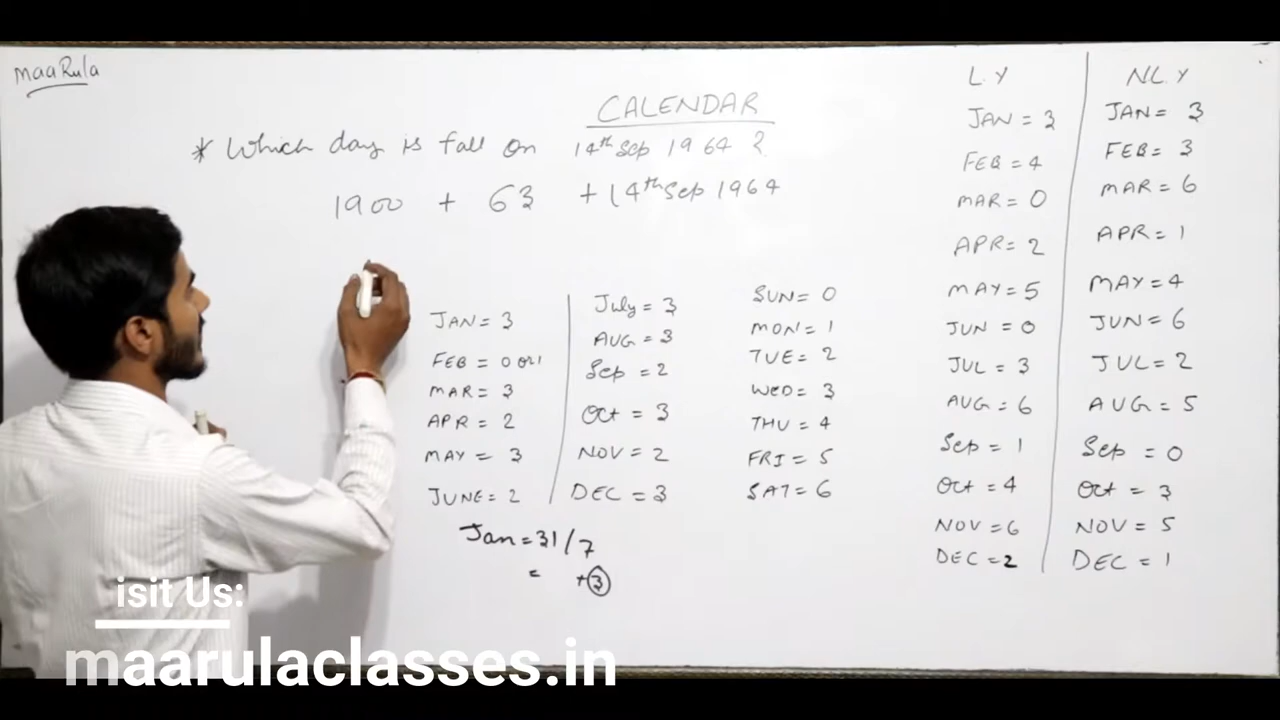 maaRula
CALENDAR
* Which day is fall on 14th Sep 1964 ?
1900 + 63 + 14th Sep 1964
JAN = 3
FEB = 0 or 1
MAR = 3
APR = 2
MAY = 3
JUNE = 2
July = 3
AUG = 3
Sep = 2
Oct = 3
NOV = 2
DEC = 3
SUN = 0
MON = 1
TUE = 2
WED = 3
THU = 4
FRI = 5
SAT = 6
Jan = 31/7
= +3
L.Y
JAN = 3
FEB = 4
MAR = 0
APR = 2
MAY = 5
JUN = 0
JUL = 3
AUG = 6
Sep = 1
Oct = 4
NOV = 6
DEC = 2
NLY
JAN = 3
FEB = 3
MAR = 6
APR = 1
MAY = 4
JUN = 6
JUL = 2
AUG = 5
Sep = 0
Oct = 3
NOV = 5
DEC = 1
isit Us:
maarulaclasses.in